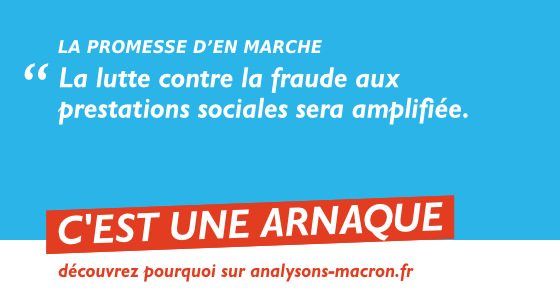 LA PROMESSE D’EN MARCHE
“ La lutte contre la fraude aux
prestations sociales sera amplifiée.
C'EST UNE ARNAQUE
découvrez pourquoi sur analysons-macron.fr